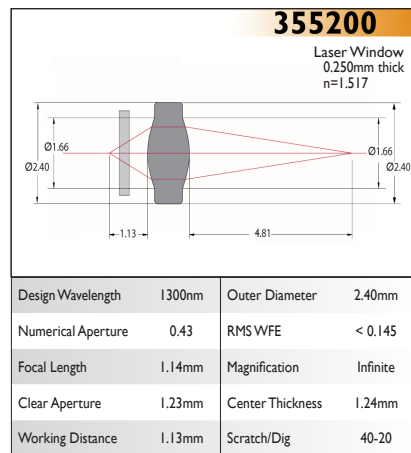 355200
Laser Window
0.250mm thick
n=1.517
Ø1.66
Ø2.40
Ø1.66
Ø2.40
1.13
4.81
Design Wavelength 1300nm Outer Diameter 2.40mm
Numerical Aperture 0.43 RMS WFE < 0.145
Focal Length 1.14mm Magnification Infinite
Clear Aperture 1.23mm Center Thickness 1.24mm
Working Distance 1.13mm Scratch/Dig 40-20